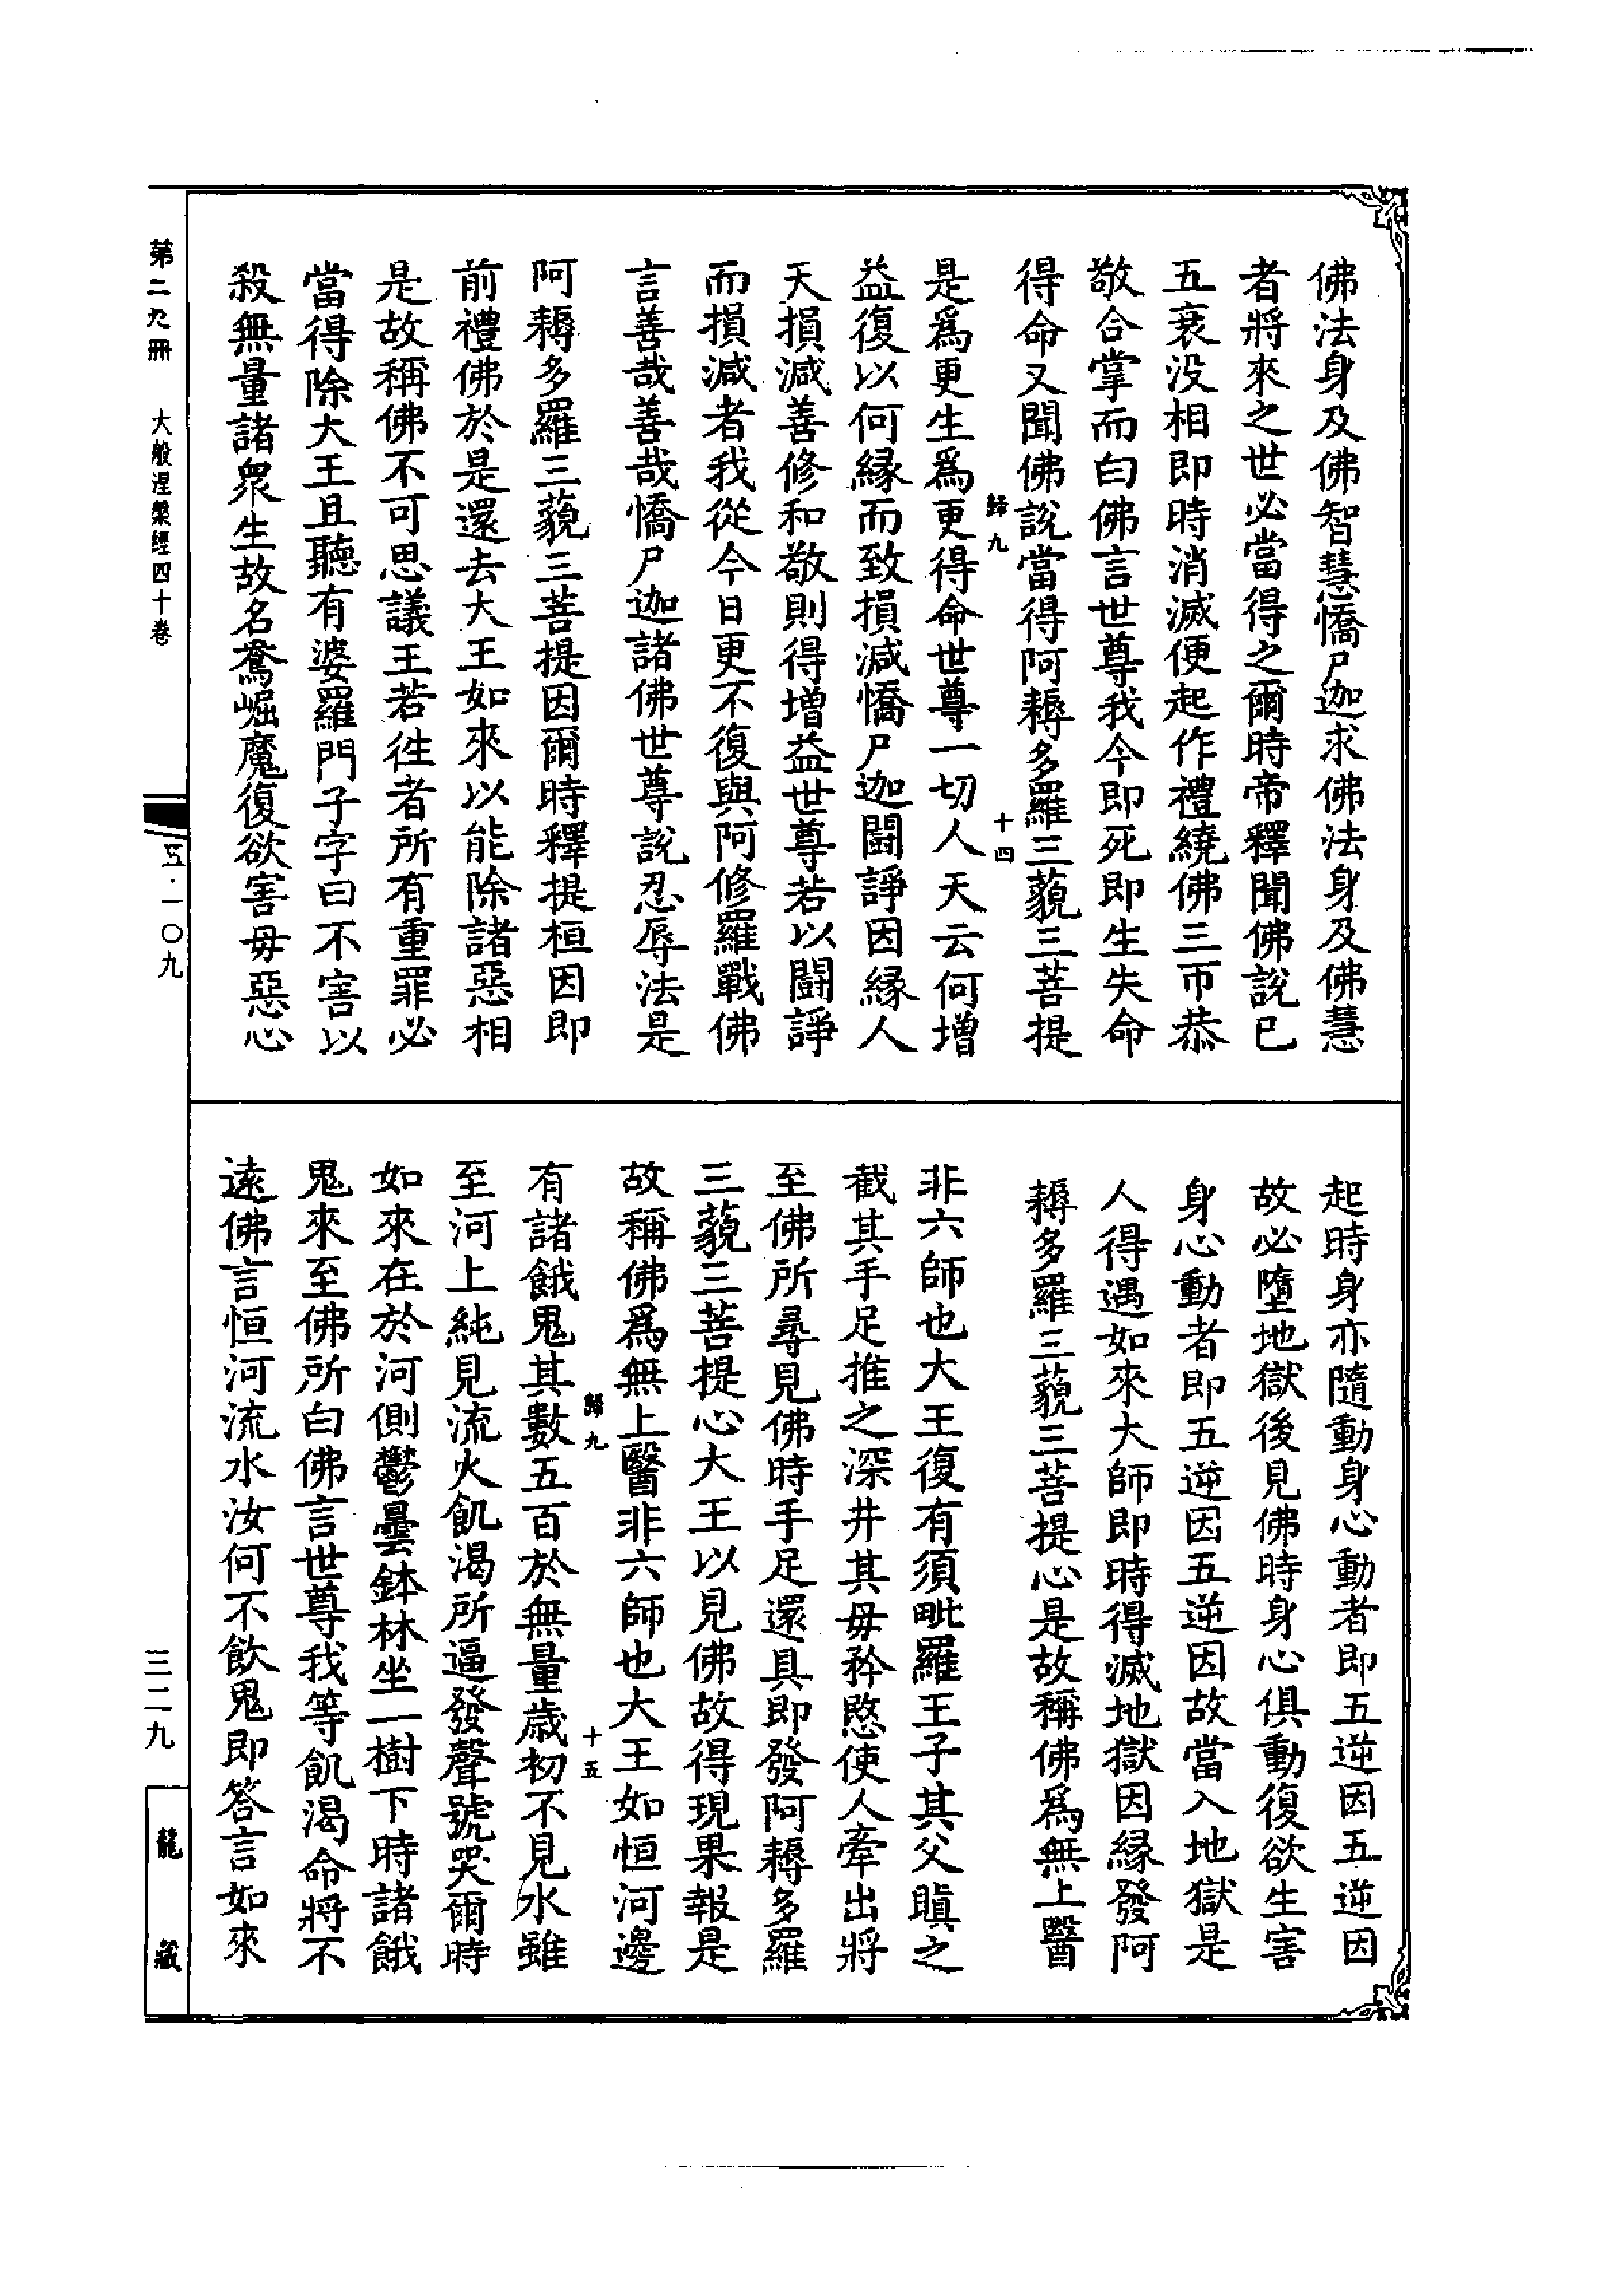 佛法身及佛智慧憍尸迦求佛法身及佛慧
者將來之世必當得之爾時帝釋聞佛說已
五衰没相即時消滅便起作禮繞佛三帀恭
敬合掌而白佛言世尊我今即死即生失命
得命又聞佛說當得阿耨多羅三藐三菩提
歸九 十四
是爲更生爲更得命世尊一切人天云何增
益復以何緣而致損減憍尸迦鬭諍因緣人
天損減善修和敬則得增益世尊若以鬭諍
而損減者我從今日更不復與阿修羅戰佛
言善哉善哉憍尸迦諸佛世尊說忍辱法是
阿耨多羅三藐三菩提因爾時釋提桓因即
前禮佛於是還去大王如來以能除諸惡相
是故稱佛不可思議王若往者所有重罪必
當得除大王且聽有婆羅門子字曰不害以
殺無量諸衆生故名鴦崛魔復欲害毋惡心
起時身亦隨動身心動者即五逆因五逆因
故必墮地獄後見佛時身心俱動復欲生害
身心動者即五逆因五逆因故當入地獄是
人得遇如來大師即時得滅地獄因緣發阿
耨多羅三藐三菩提心是故稱佛爲無上醫
非六師也大王復有須毗羅王子其父瞋之
截其手足推之深井其毋矜愍使人牽出將
至佛所尋見佛時手足還具即發阿耨多羅
三藐三菩提心大王以見佛故得現果報是
故稱佛爲無上醫非六師也大王如恒河邊
歸九 十五
有諸餓鬼其數五百於無量歲初不見水雖
至河上純見流火飢渴所逼發聲號哭爾時
如來在於河側鬱曇鉢林坐一樹下時諸餓
鬼來至佛所白佛言世尊我等飢渴命將不
遠佛言恒河流水汝何不飲鬼即答言如來
第二九冊 大般涅槃經四十卷
五·一〇九
三二九
龍藏